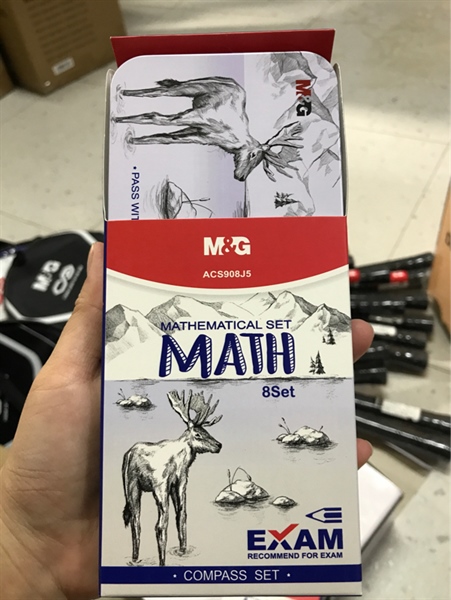 M&G
• PASS WIT
M&G
ACS908J5
MATHEMATICAL SET
MATH
8Set
EXAM
RECOMMEND FOR EXAM
• COMPASS SET •
M&G